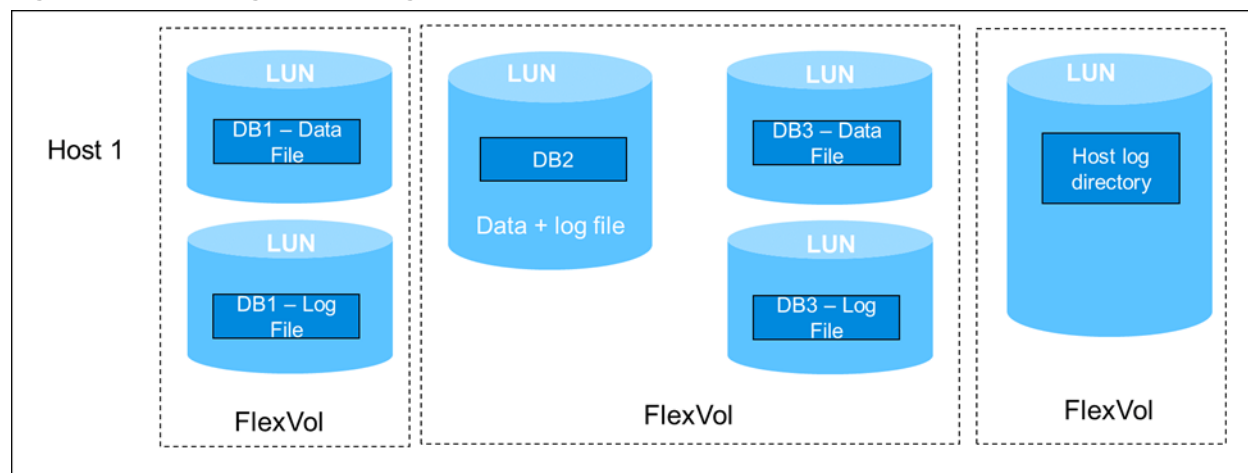 LUN
DB1 – Data
File
LUN
DB1 – Log
File
FlexVol
LUN
DB2
Data + log file
LUN
DB3 – Data
File
LUN
DB3 – Log
File
FlexVol
LUN
Host log
directory
FlexVol
Host 1